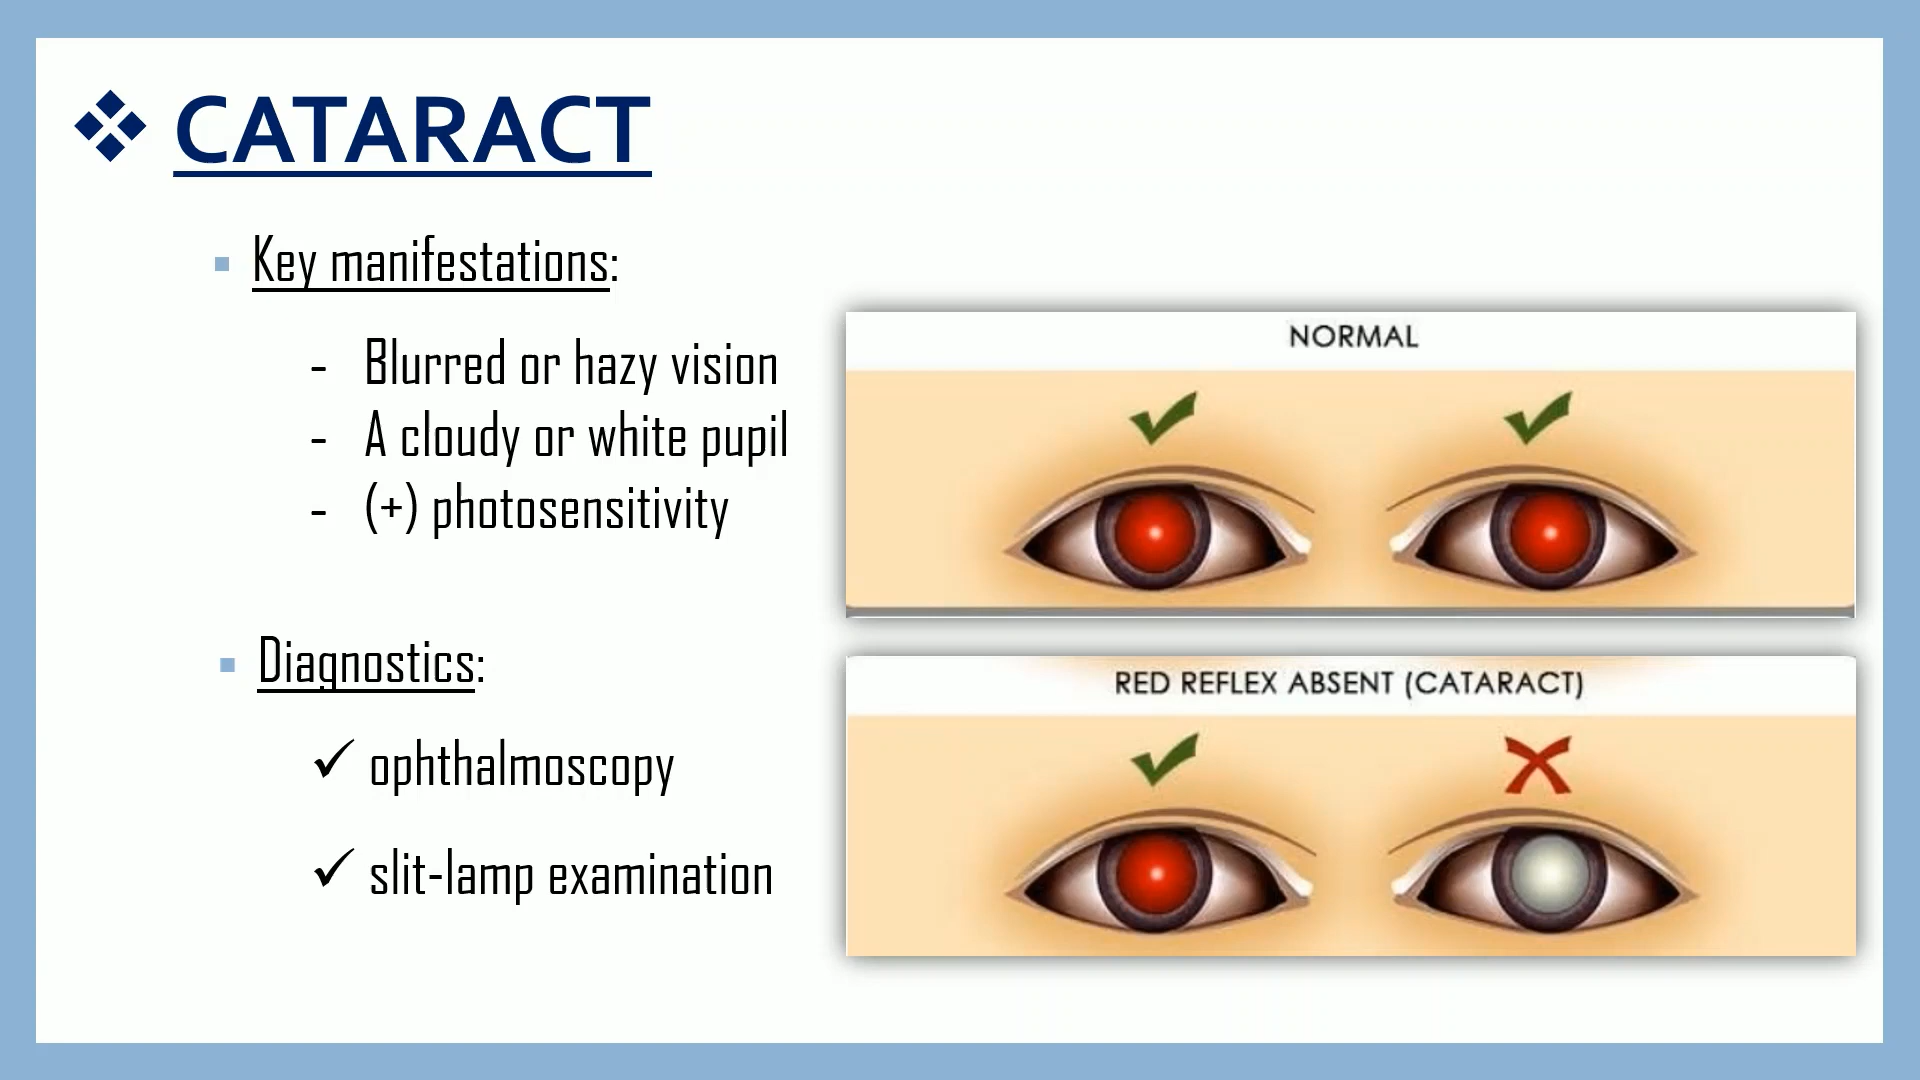 CATARACT
Key manifestations:
- Blurred or hazy vision
- A cloudy or white pupil
- (+) photosensitivity
Diagnostics:
✓ ophthalmoscopy
✓ slit-lamp examination
NORMAL
RED REFLEX ABSENT (CATARACT)